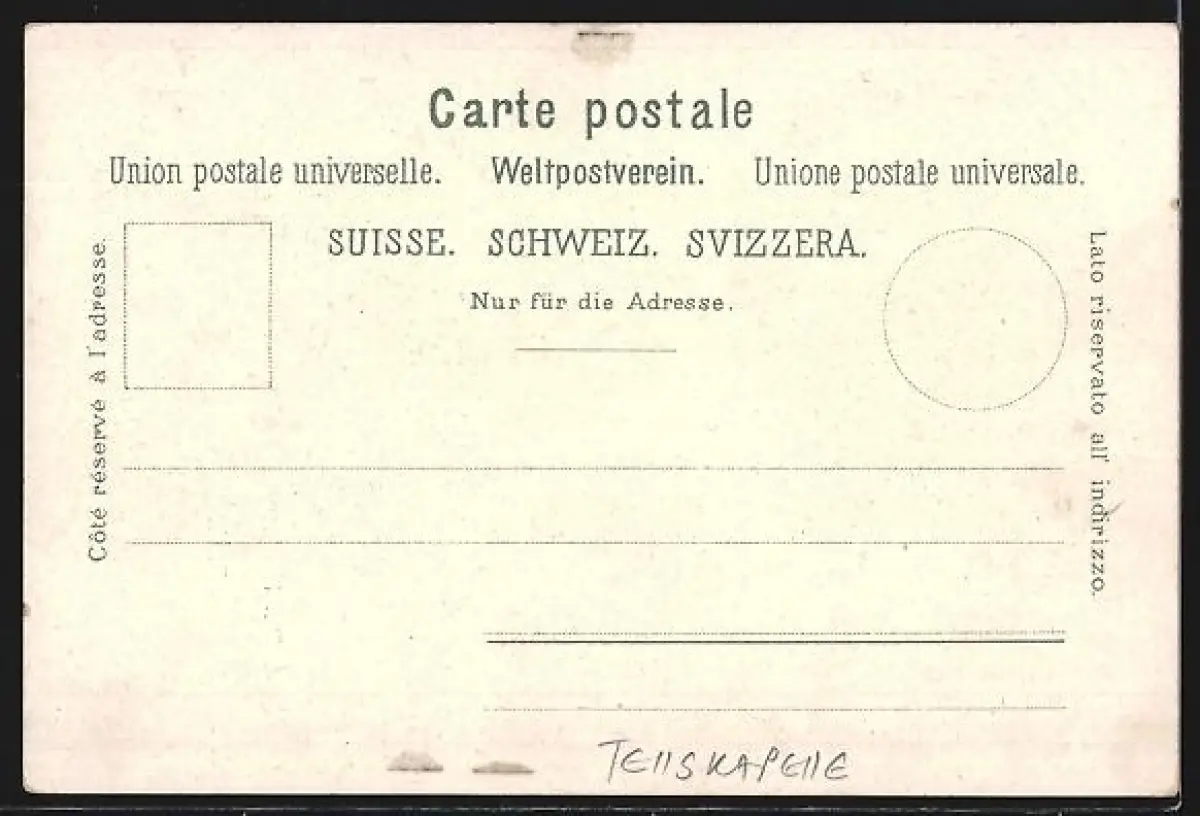 Carte postale
Union postale universelle. Weltpostverein. Unione postale universale.
SUISSE. SCHWEIZ. SVIZZERA.
Nur für die Adresse.
Côté réservé à l'adresse.
Lato riservato all' indirizzo.
TELLSKAPELLE